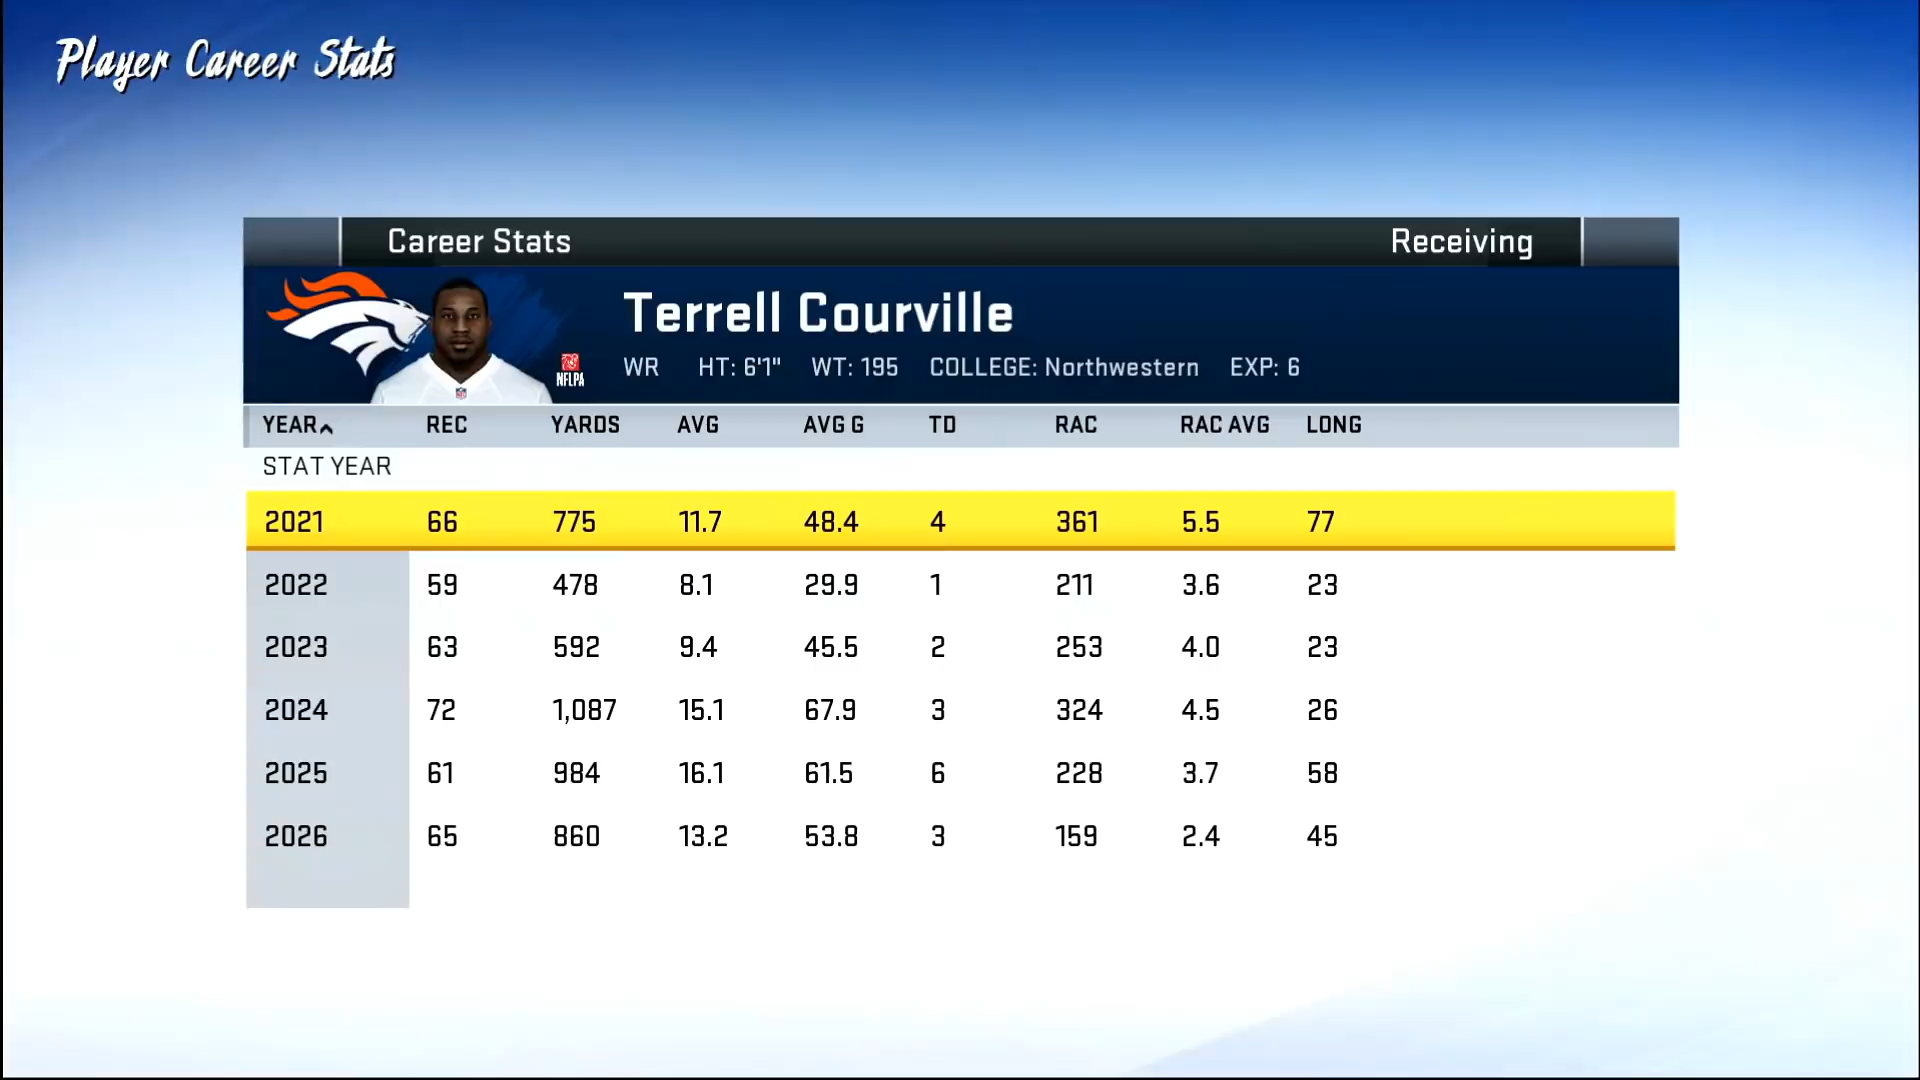 Player Career Stats
Career Stats Receiving
Terrell Courville
NFLPA WR HT: 6'1" WT: 195 COLLEGE: Northwestern EXP: 6
YEAR REC YARDS AVG AVG G TD RAC RAC AVG LONG
STAT YEAR
2021 66 775 11.7 48.4 4 361 5.5 77
2022 59 478 8.1 29.9 1 211 3.6 23
2023 63 592 9.4 45.5 2 253 4.0 23
2024 72 1,087 15.1 67.9 3 324 4.5 26
2025 61 984 16.1 61.5 6 228 3.7 58
2026 65 860 13.2 53.8 3 159 2.4 45